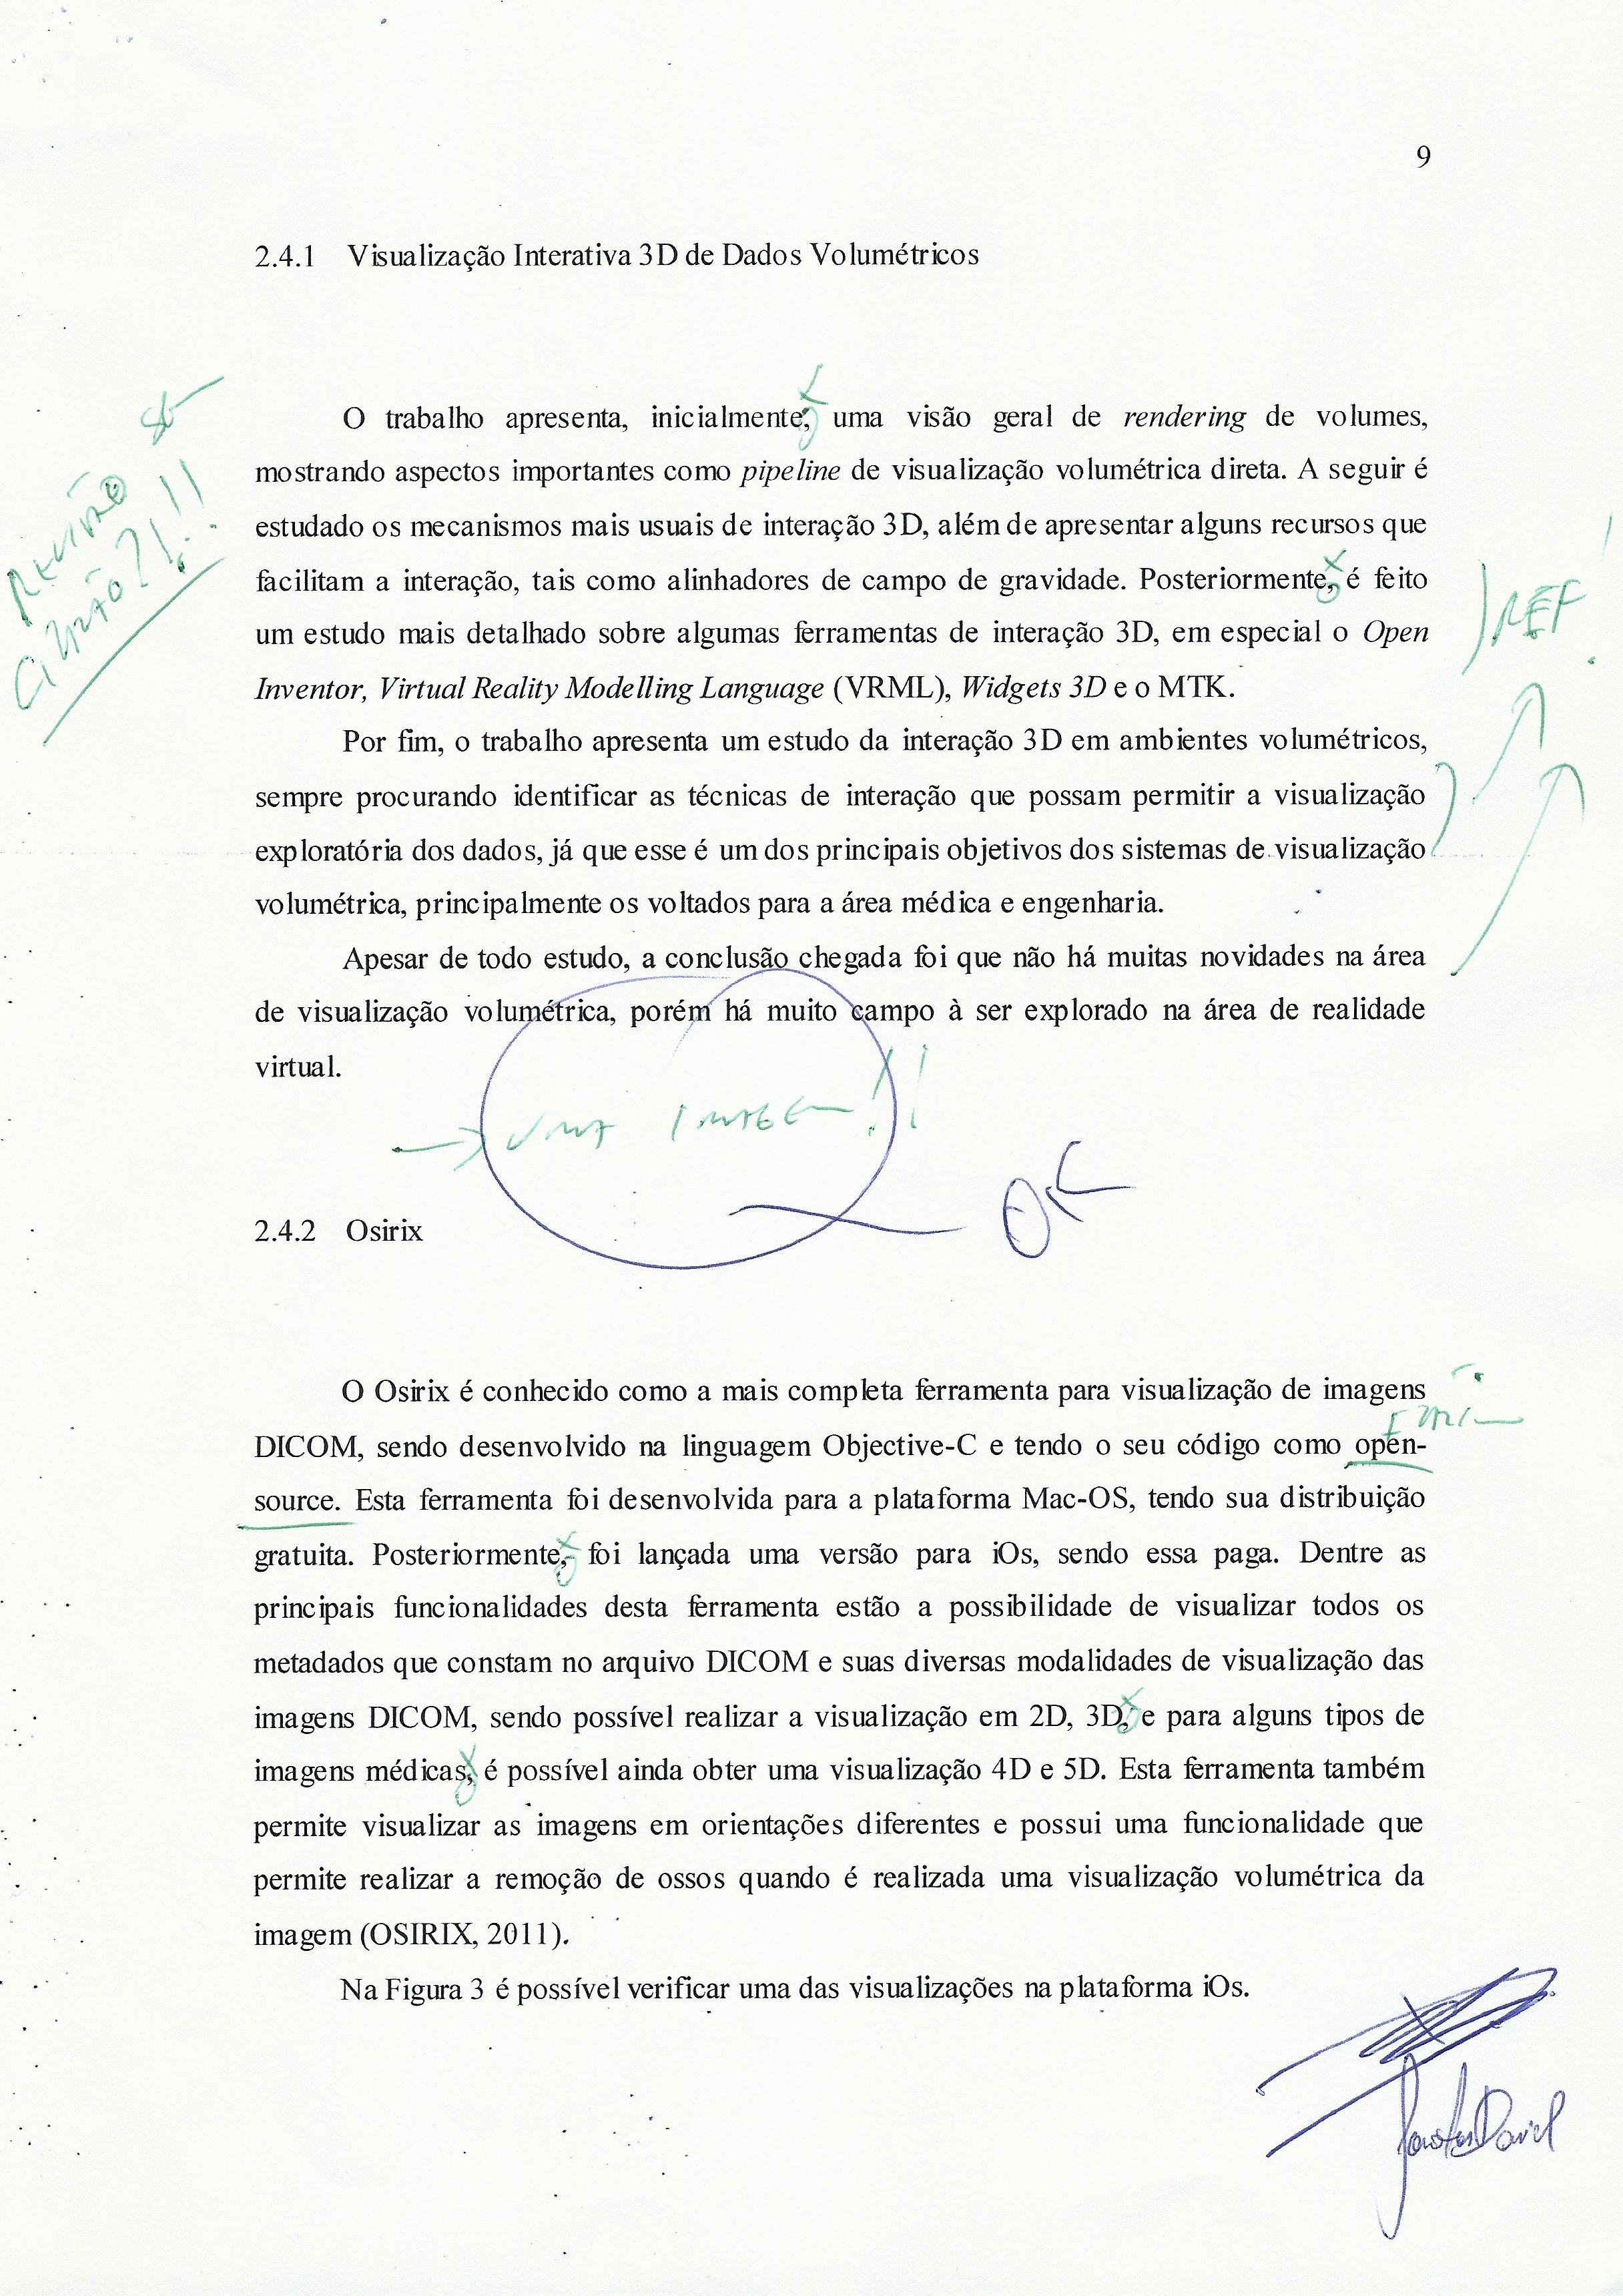 9
2.4.1 Visualização Interativa 3D de Dados Volumétricos
O trabalho apresenta, inicialmente, uma visão geral de rendering de volumes,
mostrando aspectos importantes como pipeline de visualização volumétrica direta. A seguir é
estudado os mecanismos mais usuais de interação 3D, além de apresentar alguns recursos que
facilitam a interação, tais como alinhadores de campo de gravidade. Posteriormente, é feito
um estudo mais detalhado sobre algumas ferramentas de interação 3D, em especial o Open
Inventor, Virtual Reality Modelling Language (VRML), Widgets 3D e o MTK.
REF
Por fim, o trabalho apresenta um estudo da interação 3D em ambientes volumétricos,
sempre procurando identificar as técnicas de interação que possam permitir a visualização
exploratória dos dados, já que esse é um dos principais objetivos dos sistemas de visualização
volumétrica, principalmente os voltados para a área médica e engenharia.
Apesar de todo estudo, a conclusão chegada foi que não há muitas novidades na área
de visualização volumétrica, porém há muito campo à ser explorado na área de realidade
virtual.
UMA IMAGEM!!
OK
2.4.2 Osirix
O Osirix é conhecido como a mais completa ferramenta para visualização de imagens
DICOM, sendo desenvolvido na linguagem Objective-C e tendo o seu código como open-
source. Esta ferramenta foi desenvolvida para a plataforma Mac-OS, tendo sua distribuição
gratuita. Posteriormente, foi lançada uma versão para iOs, sendo essa paga. Dentre as
principais funcionalidades desta ferramenta estão a possibilidade de visualizar todos os
metadados que constam no arquivo DICOM e suas diversas modalidades de visualização das
imagens DICOM, sendo possível realizar a visualização em 2D, 3D, e para alguns tipos de
imagens médicas, é possível ainda obter uma visualização 4D e 5D. Esta ferramenta também
permite visualizar as imagens em orientações diferentes e possui uma funcionalidade que
permite realizar a remoção de ossos quando é realizada uma visualização volumétrica da
imagem (OSIRIX, 2011).
Na Figura 3 é possível verificar uma das visualizações na plataforma iOs.